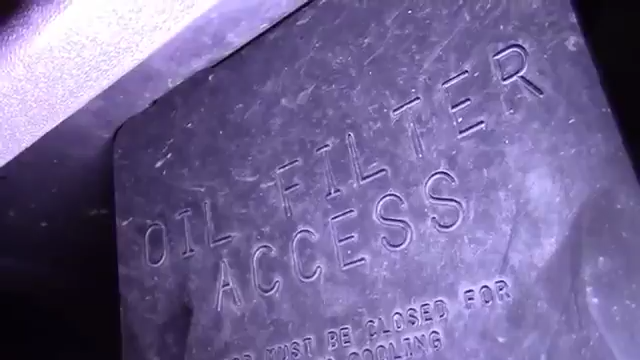 OIL FILTER
ACCESS
MUST BE CLOSED FOR
COOLING